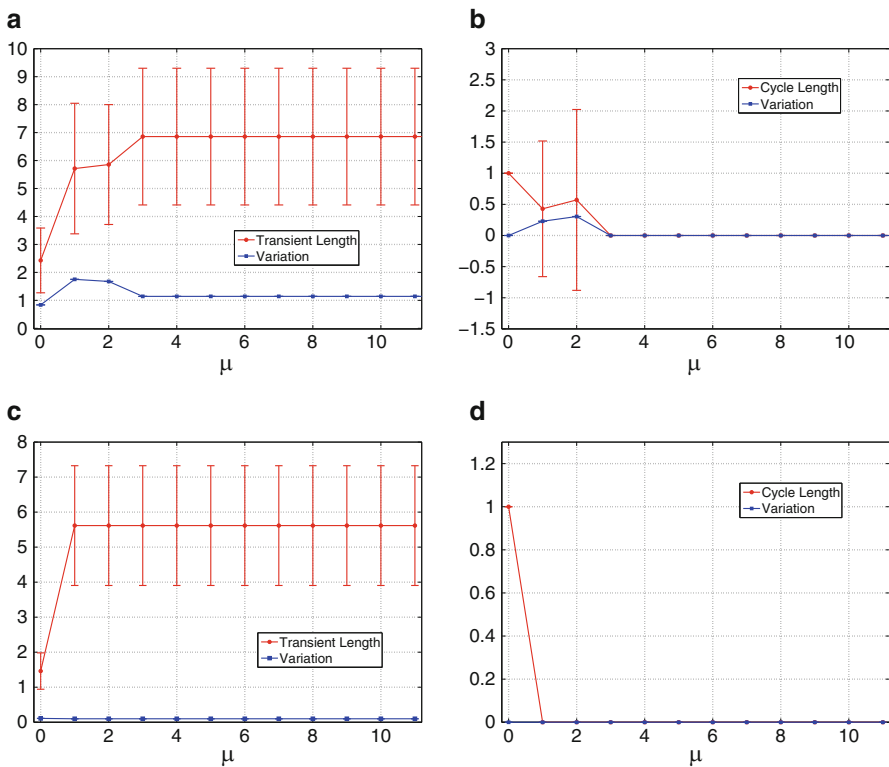 a
10
9
8
7
6
5
4
3
2
1
0
Transient Length
Variation
0 2 4 6 8 10
μ
b
3
2.5
2
1.5
1
0.5
0
−0.5
−1
−1.5
Cycle Length
Variation
0 2 4 6 8 10
μ
c
8
7
6
5
4
3
2
1
0
Transient Length
Variation
0 2 4 6 8 10
μ
d
1.2
1
0.8
0.6
0.4
0.2
0
Cycle Length
Variation
0 2 4 6 8 10
μ